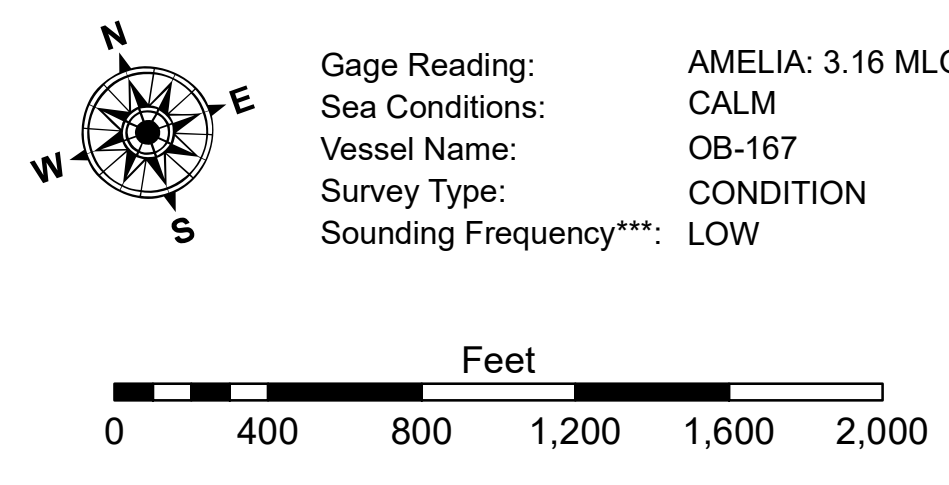 N
E
W
S
Gage Reading: AMELIA: 3.16
Sea Conditions: CALM
Vessel Name: OB-167
Survey Type: CONDITION
Sounding Frequency***: LOW
Feet
0 400 800 1,200 1,600 2,000